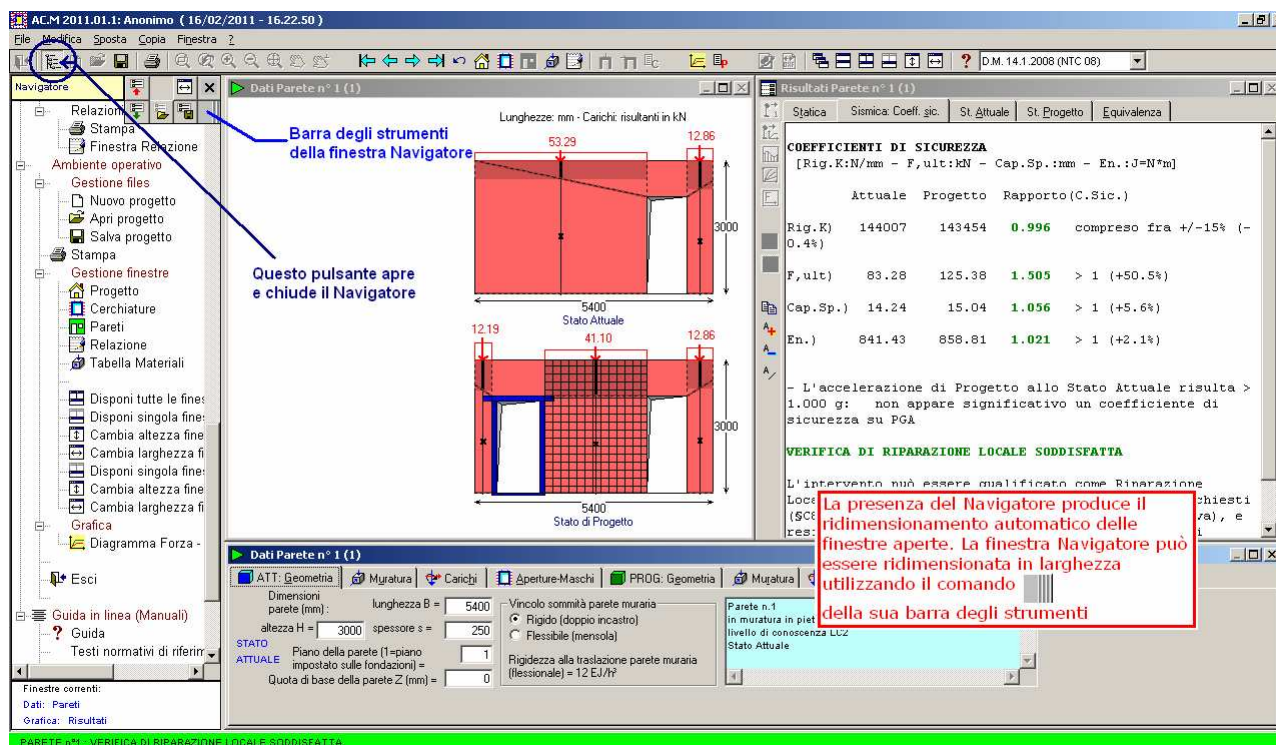 AC.M 2011.01.1: Anonimo ( 16/02/2011 - 16.22.50 )
File Modifica Sposta Copia Finestra ?
D.M. 14.1.2008 (NTC 08)
Navigatore
Relazioni
Stampa
Finestra Relazione
Ambiente operativo
Gestione files
Nuovo progetto
Apri progetto
Salva progetto
Stampa
Gestione finestre
Progetto
Cerchiature
Pareti
Relazione
Tabella Materiali
Disponi tutte le fines
Disponi singola fines
Cambia altezza fine
Cambia larghezza fi
Disponi singola fines
Cambia altezza fine
Cambia larghezza fi
Grafica
Diagramma Forza -
Esci
Guida in linea (Manuali)
? Guida
Testi normativi di riferim
Finestre correnti:
Dati: Pareti
Grafica: Risultati
Barra degli strumenti
della finestra Navigatore
Questo pulsante apre
e chiude il Navigatore
Dati Parete n° 1 (1)
Lunghezze: mm - Carichi: risultanti in kN
53.29
12.86
3000
5400
Stato Attuale
12.19
41.10
12.86
3000
5400
Stato di Progetto
Risultati Parete n° 1 (1)
Statica Sismica: Coeff. sic. St. Attuale St. Progetto Equivalenza
COEFFICIENTI DI SICUREZZA
[Rig.K:N/mm - F,ult:kN - Cap.Sp.:mm - En.:J=N*m]
Attuale Progetto Rapporto(C.Sic.)
Rig.K) 144007 143454 0.996 compreso fra +/-15% (-
0.4%)
F,ult) 83.28 125.38 1.505 > 1 (+50.5%)
Cap.Sp.) 14.24 15.04 1.056 > 1 (+5.6%)
En.) 841.43 858.81 1.021 > 1 (+2.1%)
- L'accelerazione di Progetto allo Stato Attuale risulta >
1.000 g: non appare significativo un coefficiente di
sicurezza su PGA
VERIFICA DI RIPARAZIONE LOCALE SODDISFATTA
L'intervento può essere qualificato come Riparazione
La presenza del Navigatore produce il
ridimensionamento automatico delle
finestre aperte. La finestra Navigatore può
essere ridimensionata in larghezza
utilizzando il comando
della sua barra degli strumenti
Dati Parete n° 1 (1)
ATT: Geometria Muratura Carichi Aperture-Maschi PROG: Geometria Muratura
Dimensioni
parete (mm) : lunghezza B = 5400
altezza H = 3000 spessore s = 250
STATO
ATTUALE
Piano della parete (1=piano
impostato sulle fondazioni) = 1
Quota di base della parete Z (mm) = 0
Vincolo sommità parete muraria
Rigido (doppio incastro)
Flessibile (mensola)
Rigidezza alla traslazione parete muraria
(flessionale) = 12 EJ/h³
Parete n.1
in muratura in piet
livello di conoscenza LC2
Stato Attuale
PARETE n°1 : VERIFICA DI RIPARAZIONE LOCALE SODDISFATTA